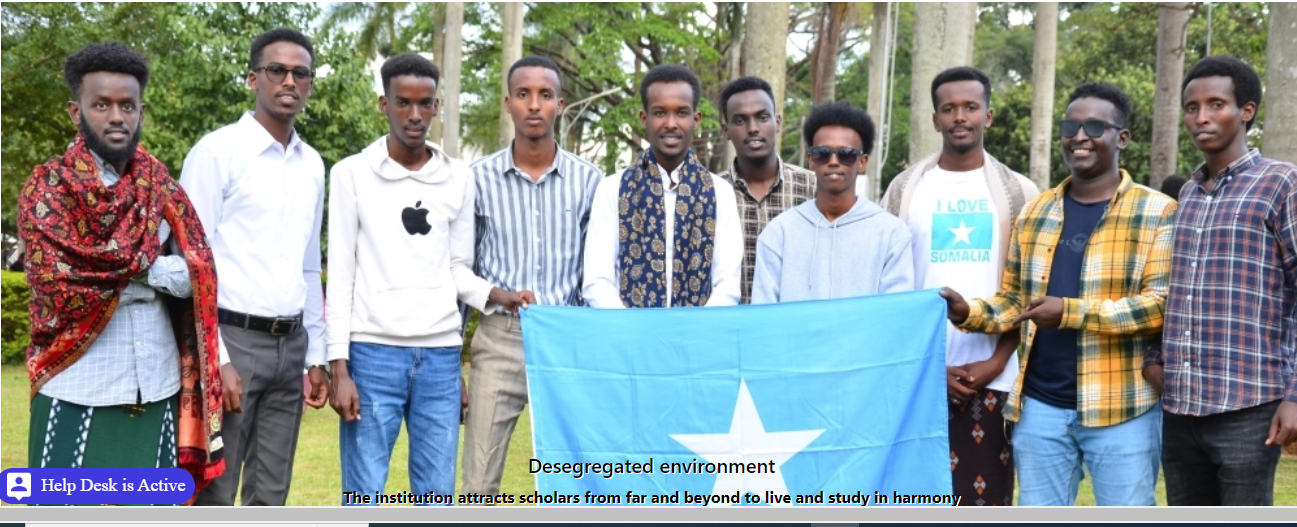 I LOVE
SOMALIA
Desegregated environment
Help Desk is Active
The institution attracts scholars from far and beyond to live and study in harmony